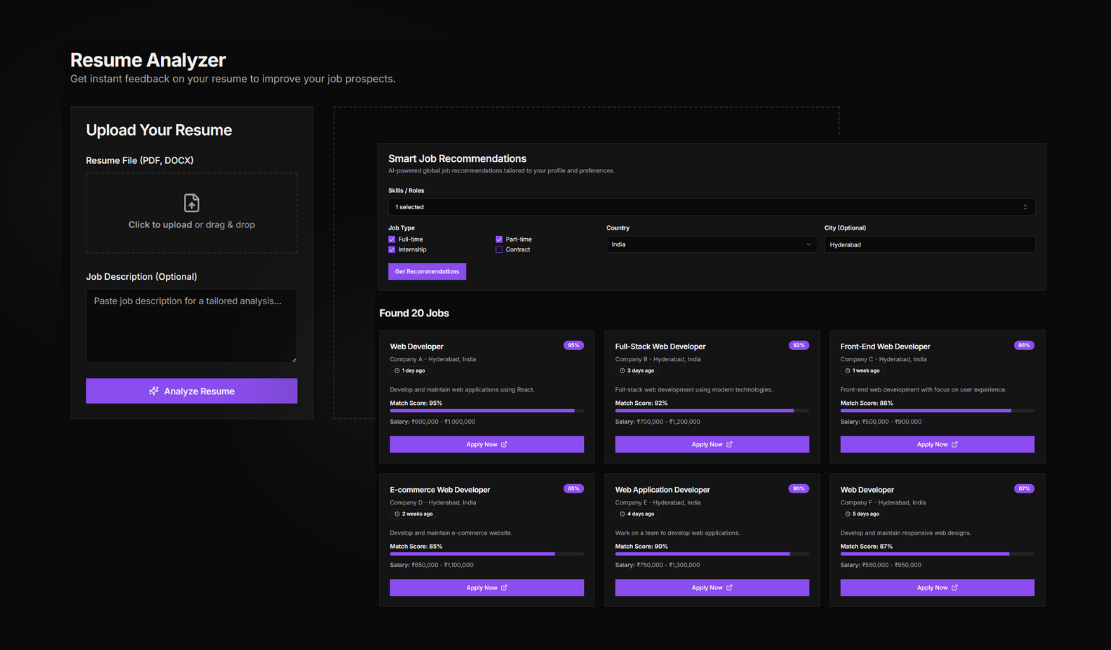 Resume Analyzer
Get instant feedback on your resume to improve your job prospects.
Upload Your Resume
Resume File (PDF, DOCX)
Click to upload or drag & drop
Job Description (Optional)
Paste job description for a tailored analysis...
Analyze Resume
Smart Job Recommendations
AI-powered global job recommendations tailored to your profile and preferences.
Skills / Roles
1 selected
Job Type
Full-time
Part-time
Internship
Contract
Country
India
City (Optional)
Hyderabad
Get Recommendations
Found 20 Jobs
Web Developer
95%
Company A - Hyderabad, India
1 day ago
Develop and maintain web applications using React.
Match Score: 95%
Salary: ₹600,000 - ₹1,000,000
Apply Now
Full-Stack Web Developer
92%
Company B - Hyderabad, India
3 days ago
Full-stack web development using modern technologies.
Match Score: 92%
Salary: ₹700,000 - ₹1,200,000
Apply Now
Front-End Web Developer
88%
Company C - Hyderabad, India
1 week ago
Front-end web development with focus on user experience.
Match Score: 88%
Salary: ₹500,000 - ₹900,000
Apply Now
E-commerce Web Developer
85%
Company D - Hyderabad, India
2 weeks ago
Develop and maintain e-commerce website.
Match Score: 85%
Salary: ₹650,000 - ₹1,100,000
Apply Now
Web Application Developer
90%
Company E - Hyderabad, India
4 days ago
Work on a team to develop web applications.
Match Score: 90%
Salary: ₹750,000 - ₹1,300,000
Apply Now
Web Developer
87%
Company F - Hyderabad, India
5 days ago
Develop and maintain responsive web designs.
Match Score: 87%
Salary: ₹550,000 - ₹950,000
Apply Now